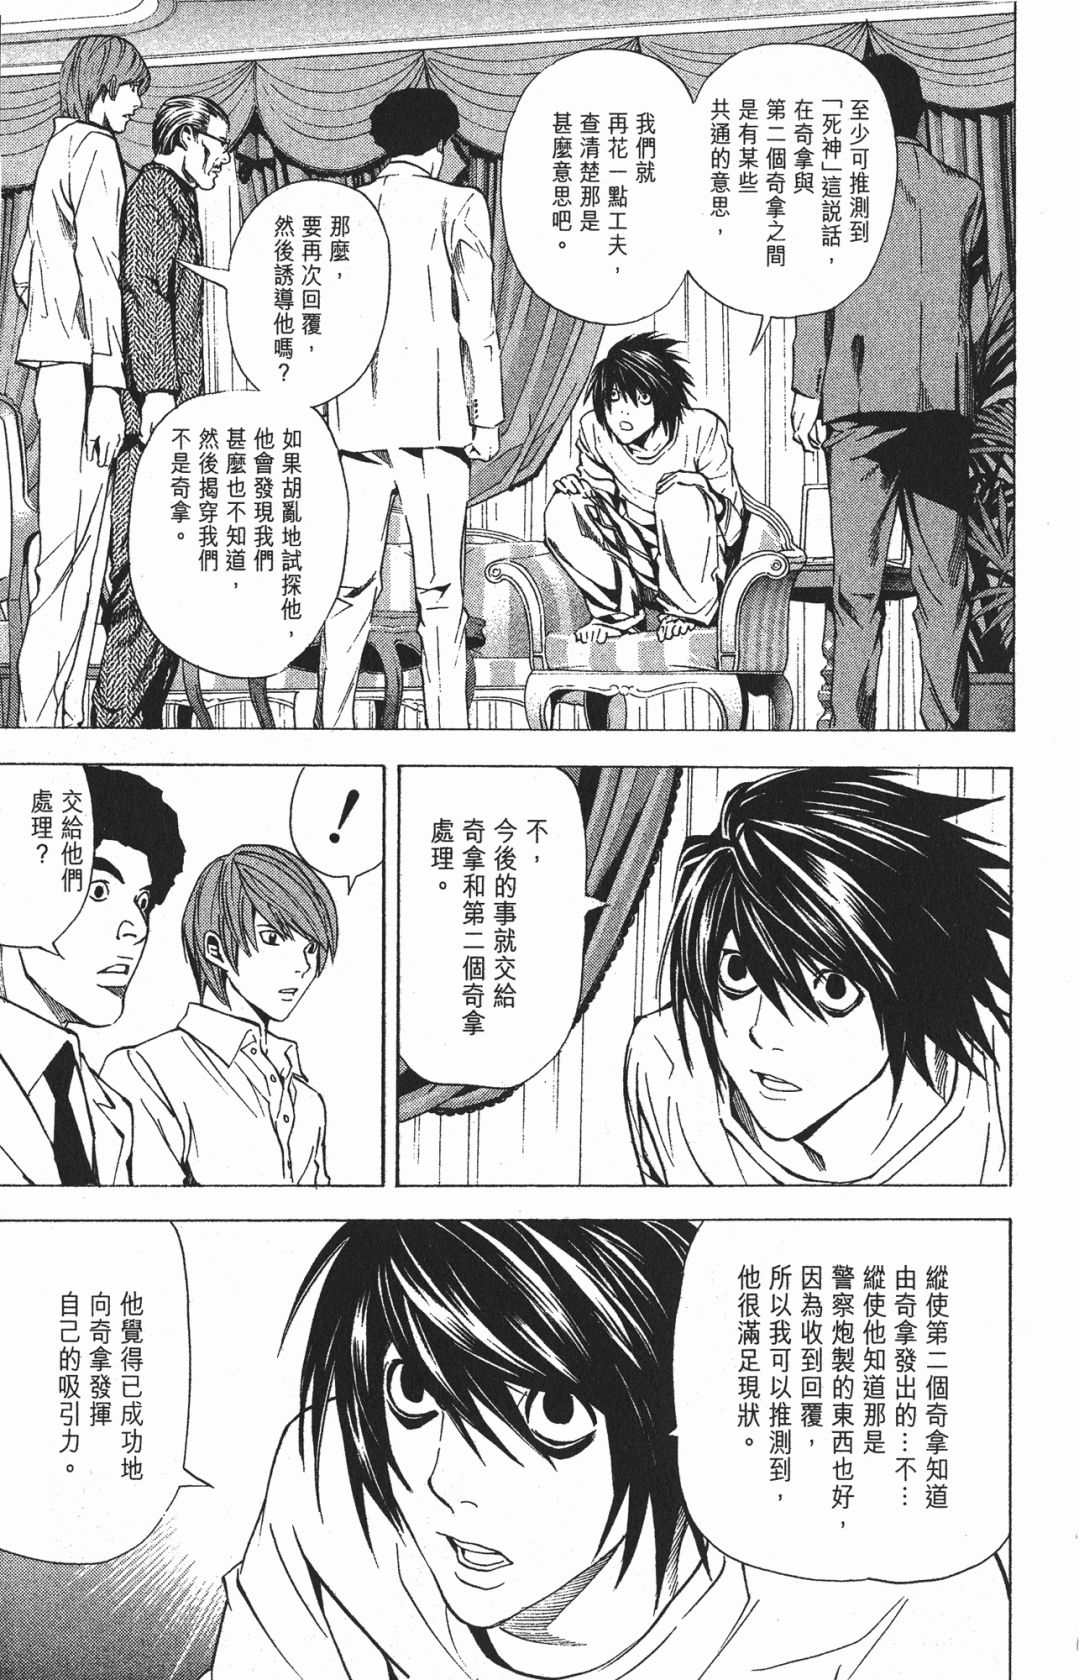 至少可推測到
「死神」這說話，
在奇拿與
第二個奇拿之間
是有某些
共通的意思，
我們就
再花一點工夫，
查清楚那是
甚麼意思吧。
那麼，
要再次回覆，
然後誘導他嗎？
如果胡亂地試探他，
他會發現我們
甚麼也不知道，
然後揭穿我們
不是奇拿。
不，
今後的事就交給
奇拿和第二個奇拿
處理。
！
交給他們
處理？
縱使第二個奇拿知道
由奇拿發出的…不…
縱使他知道那是
警察炮製的東西也好，
因為收到回覆，
所以我可以推測到，
他很滿足現狀。
他覺得已成功地
向奇拿發揮
自己的吸引力。